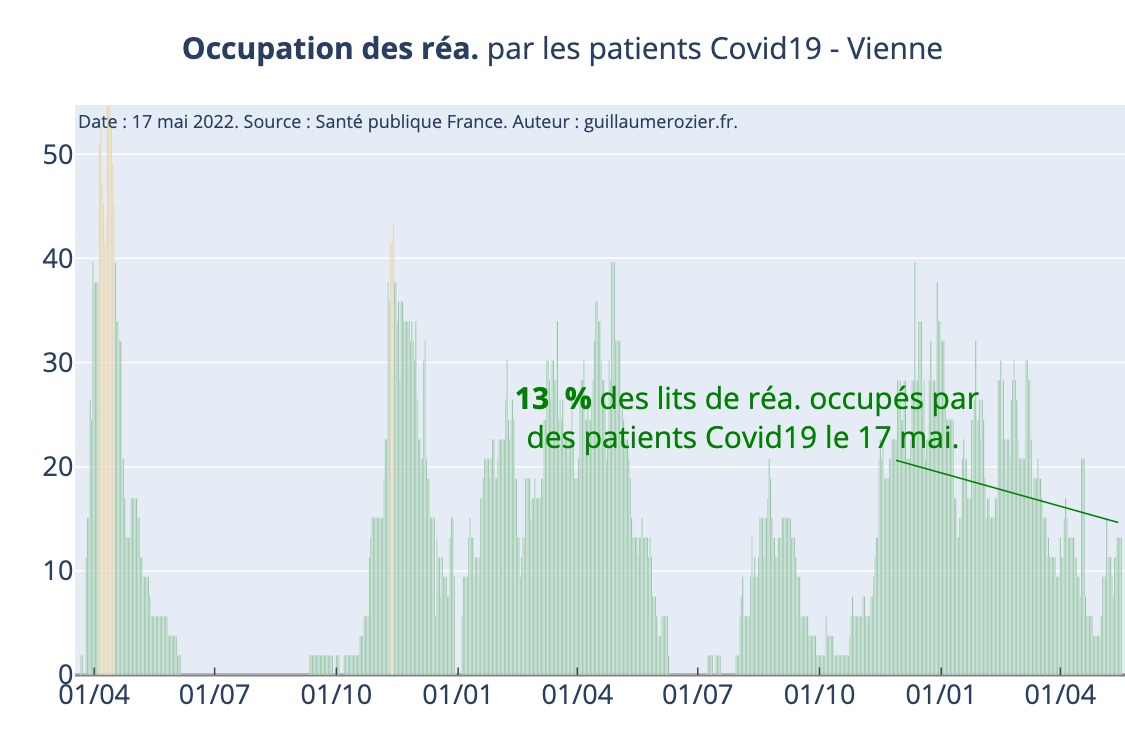 Occupation des réa. par les patients Covid19 - Vienne
Date : 17 mai 2022. Source : Santé publique France. Auteur : guillaumerozier.fr.
50
40
30
13 % des lits de réa. occupés par
des patients Covid19 le 17 mai.
20
10
0
01/04 01/07 01/10 01/01 01/04 01/07 01/10 01/01 01/04